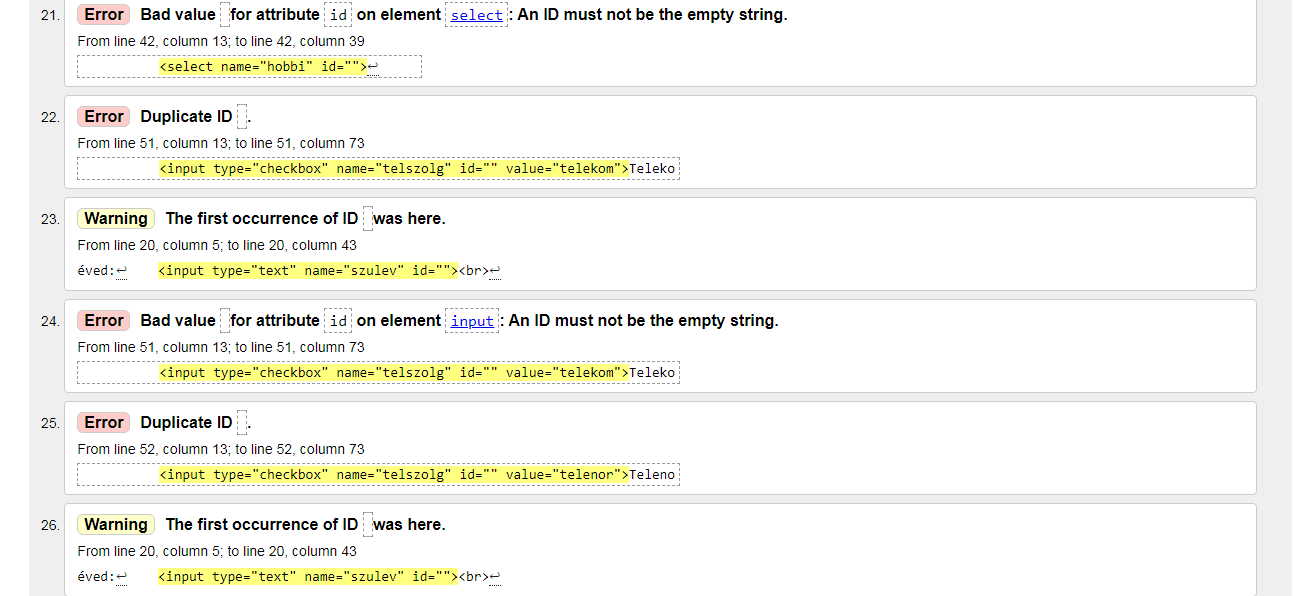 21. Error Bad value for attribute id on element select: An ID must not be the empty string.
From line 42, column 13; to line 42, column 39
<select name="hobbi" id="">↩
22. Error Duplicate ID .
From line 51, column 13; to line 51, column 73
<input type="checkbox" name="telszolg" id="" value="telekom">Teleko
23. Warning The first occurrence of ID was here.
From line 20, column 5; to line 20, column 43
éved:↩ <input type="text" name="szulev" id=""><br>↩
24. Error Bad value for attribute id on element input: An ID must not be the empty string.
From line 51, column 13; to line 51, column 73
<input type="checkbox" name="telszolg" id="" value="telekom">Teleko
25. Error Duplicate ID .
From line 52, column 13; to line 52, column 73
<input type="checkbox" name="telszolg" id="" value="telenor">Teleno
26. Warning The first occurrence of ID was here.
From line 20, column 5; to line 20, column 43
éved:↩ <input type="text" name="szulev" id=""><br>↩